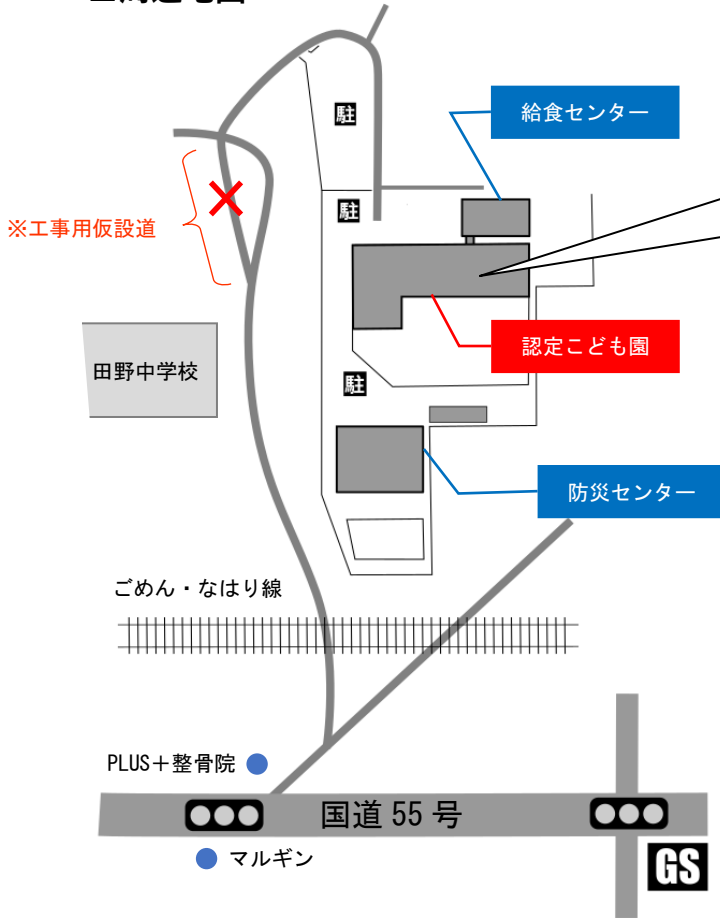 給食センター
駐
駐
※工事用仮設道
認定こども園
田野中学校
駐
防災センター
ごめん・なはり線
PLUS＋整骨院
国道 55 号
マルギン
GS